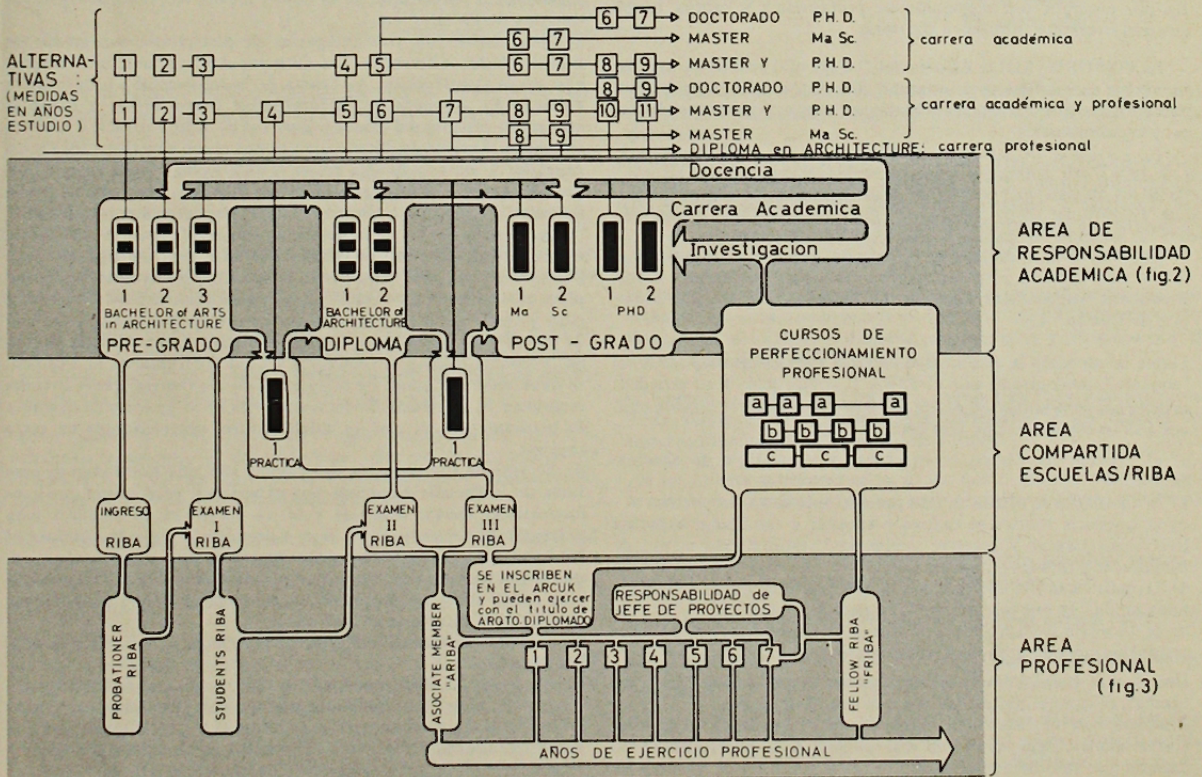 ALTERNA-
TIVAS :
(MEDIDAS
EN AÑOS
ESTUDIO)
6 7 DOCTORADO P.H.D.
6 7 MASTER Ma Sc.
carrera académica
1 2 3 4 5 6 7 8 9 MASTER Y P.H.D.
8 9 DOCTORADO P.H.D.
1 2 3 4 5 6 7 8 9 10 11 MASTER Y P.H.D.
carrera académica y profesional
8 9 MASTER Ma Sc.
DIPLOMA en ARCHITECTURE: carrera profesional
Docencia
Carrera Academica
Investigacion
1 2 3
BACHELOR of ARTS
in ARCHITECTURE
PRE-GRADO
1 2
BACHELOR of
ARCHITECTURE
DIPLOMA
1 2 1 2
Ma Sc PHD
POST - GRADO
AREA DE
RESPONSABILIDAD
ACADEMICA (fig.2)
CURSOS DE
PERFECCIONAMIENTO
PROFESIONAL
a a a a
b b b b
c c c
1
PRACTICA
1
PRACTICA
AREA
COMPARTIDA
ESCUELAS/RIBA
INGRESO
RIBA
EXAMEN
I
RIBA
EXAMEN
II
RIBA
EXAMEN
III
RIBA
SE INSCRIBEN
EN EL ARCUK
y pueden ejercer
con el titulo de
ARQTO.DIPLOMADO
RESPONSABILIDAD de
JEFE DE PROYECTOS
PROBATIONER
RIBA
STUDENTS RIBA
ASOCIATE MEMBER
"ARIBA"
1 2 3 4 5 6 7
FELLOW RIBA
"FRIBA"
AREA
PROFESIONAL
(fig.3)
AÑOS DE EJERCICIO PROFESIONAL